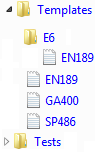 Templates
E6
EN189
EN189
GA400
SP486
Tests